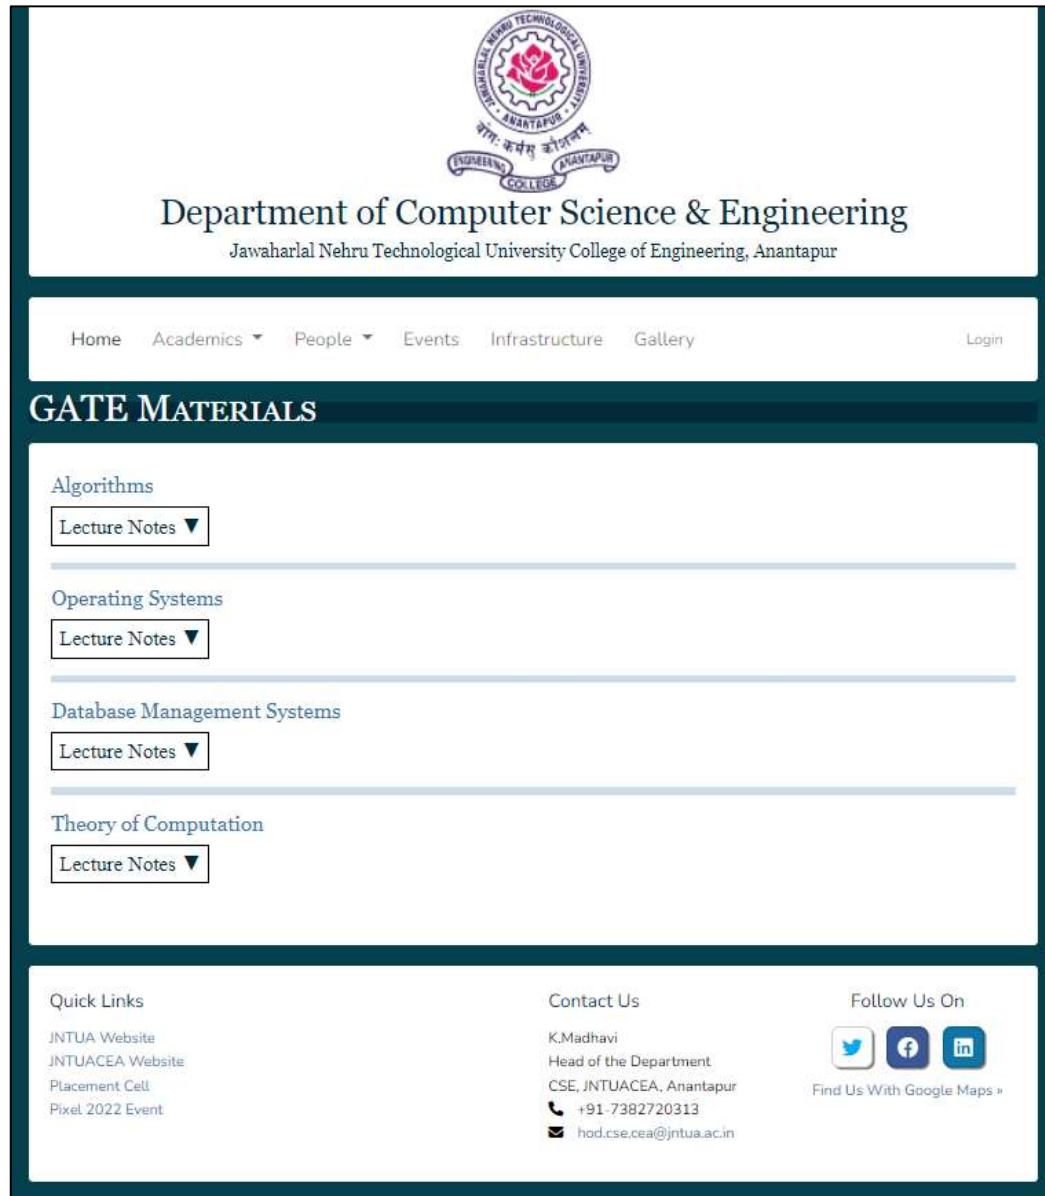 JAWAHARLAL NEHRU TECHNOLOGICAL UNIVERSITY
ANANTAPUR
योगः कर्मसु कौशलम्
ENGINEERING COLLEGE ANANTAPUR
Department of Computer Science & Engineering
Jawaharlal Nehru Technological University College of Engineering, Anantapur
Home Academics People Events Infrastructure Gallery Login
GATE MATERIALS
Algorithms
Lecture Notes ▼
Operating Systems
Lecture Notes ▼
Database Management Systems
Lecture Notes ▼
Theory of Computation
Lecture Notes ▼
Quick Links
JNTUA Website
JNTUACEA Website
Placement Cell
Pixel 2022 Event
Contact Us
K.Madhavi
Head of the Department
CSE, JNTUACEA, Anantapur
+91-7382720313
hod.cse.cea@jntua.ac.in
Follow Us On
Find Us With Google Maps »